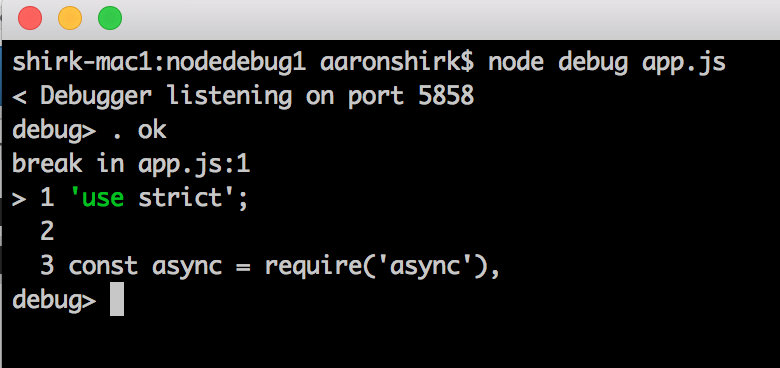 shirk-mac1:nodedebug1 aaronshirk$ node debug app.js
< Debugger listening on port 5858
debug> . ok
break in app.js:1
> 1 'use strict';
  2
  3 const async = require('async'),
debug>